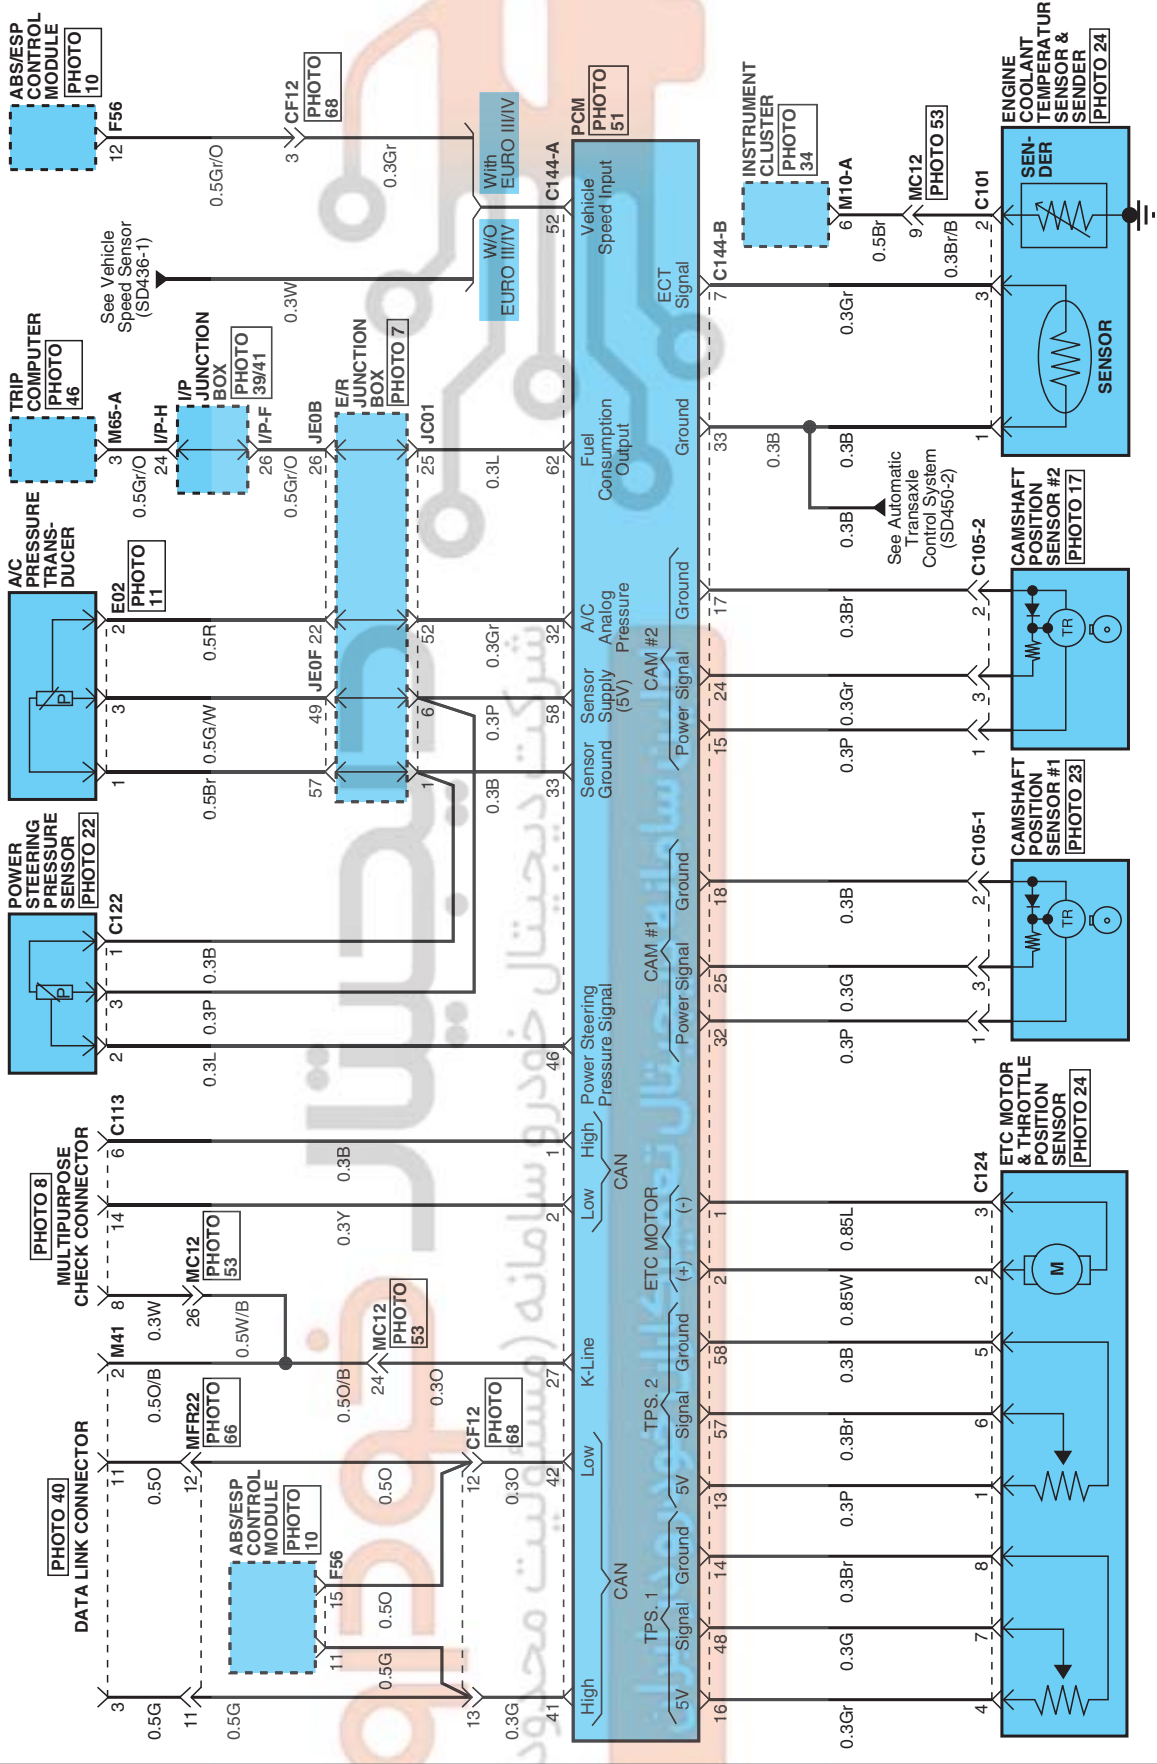 PHOTO 40
DATA LINK CONNECTOR
3
11
0.5G
11
0.5G
0.5O
MFR22
PHOTO
66
12
0.5O
M41
2
0.5O/B
0.5O/B
PHOTO 8
MULTIPURPOSE
CHECK CONNECTOR
8
14
6
C113
0.3W
26
MC12
PHOTO
53
0.5W/B
0.3Y
0.3B
24
MC12
PHOTO
53
0.3O
ABS/ESP
CONTROL
MODULE
PHOTO
10
11
15
F56
0.5G
0.5O
13
12
CF12
PHOTO
68
0.3G
0.3O
POWER
STEERING
PRESSURE
SENSOR
PHOTO 22
2
3
1
C122
0.3L
0.3P
0.3B
A/C
PRESSURE
TRANS-
DUCER
1
3
2
E02
PHOTO
11
0.5Br
0.5G/W
0.5R
57
49
JE0F
22
1
6
52
0.3B
0.3P
0.3Gr
TRIP
COMPUTER
PHOTO
46
3
M65-A
0.5Gr/O
24
I/P-H
I/P
JUNCTION
BOX
PHOTO
39/41
26
I/P-F
0.5Gr/O
26
JE0B
E/R
JUNCTION
BOX
PHOTO 7
25
JC01
0.3L
See Vehicle
Speed Sensor
(SD436-1)
0.3W
ABS/ESP
CONTROL
MODULE
PHOTO
10
12
F56
0.5Gr/O
3
CF12
PHOTO
68
0.3Gr
W/O
EURO III/IV
With
EURO III/IV
41
42
27
2
1
46
33
58
32
62
52
C144-A
PCM
PHOTO
51
High
Low
CAN
K-Line
Low
High
CAN
Power Steering
Pressure Signal
Sensor
Ground
Sensor
Supply
(5V)
A/C
Analog
Pressure
Fuel
Consumption
Output
Vehicle
Speed Input
TPS. 1
5V
Signal
Ground
TPS. 2
5V
Signal
Ground
ETC MOTOR
(+)
(-)
CAM #1
Power
Signal
Ground
CAM #2
Power
Signal
Ground
Ground
ECT
Signal
16
48
14
13
57
58
2
1
32
25
18
15
24
17
33
7
C144-B
0.3Gr
0.3G
0.3Br
0.3P
0.3Br
0.3B
0.85W
0.85L
0.3P
0.3G
0.3B
0.3P
0.3Gr
0.3Br
0.3B
0.3B
0.3B
0.3Gr
See Automatic
Transaxle
Control System
(SD450-2)
INSTRUMENT
CLUSTER
PHOTO
34
6
M10-A
0.5Br
9
MC12
PHOTO 53
0.3Br/B
4
7
8
1
6
5
2
3
C124
M
ETC MOTOR
& THROTTLE
POSITION
SENSOR
PHOTO 24
1
3
2
C105-1
TR
CAMSHAFT
POSITION
SENSOR #1
PHOTO 23
1
3
2
C105-2
TR
CAMSHAFT
POSITION
SENSOR #2
PHOTO 17
1
3
2
C101
SENSOR
SEN-
DER
ENGINE
COOLANT
TEMPERATUR
SENSOR &
SENDER
PHOTO 24
P
P